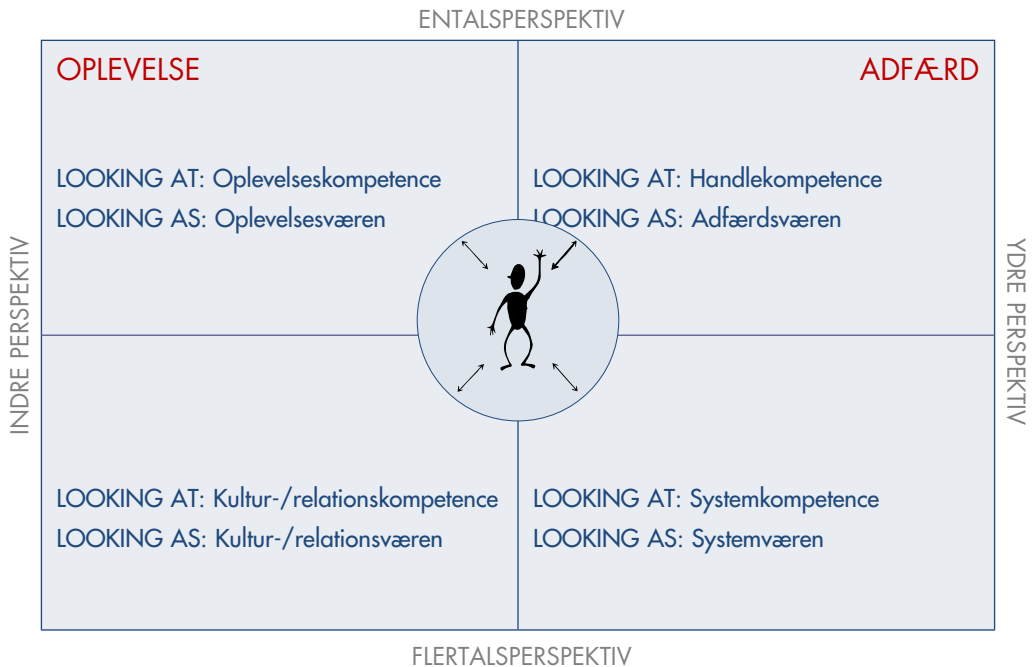 ENTALSPERSPEKTIV
OPLEVELSE
ADFÆRD
LOOKING AT: Oplevelseskompetence
LOOKING AS: Oplevelsesværen
LOOKING AT: Handlekompetence
LOOKING AS: Adfærdsværen
INDRE PERSPEKTIV
YDRE PERSPEKTIV
LOOKING AT: Kultur-/relationskompetence
LOOKING AS: Kultur-/relationsværen
LOOKING AT: Systemkompetence
LOOKING AS: Systemværen
FLERTALSPERSPEKTIV